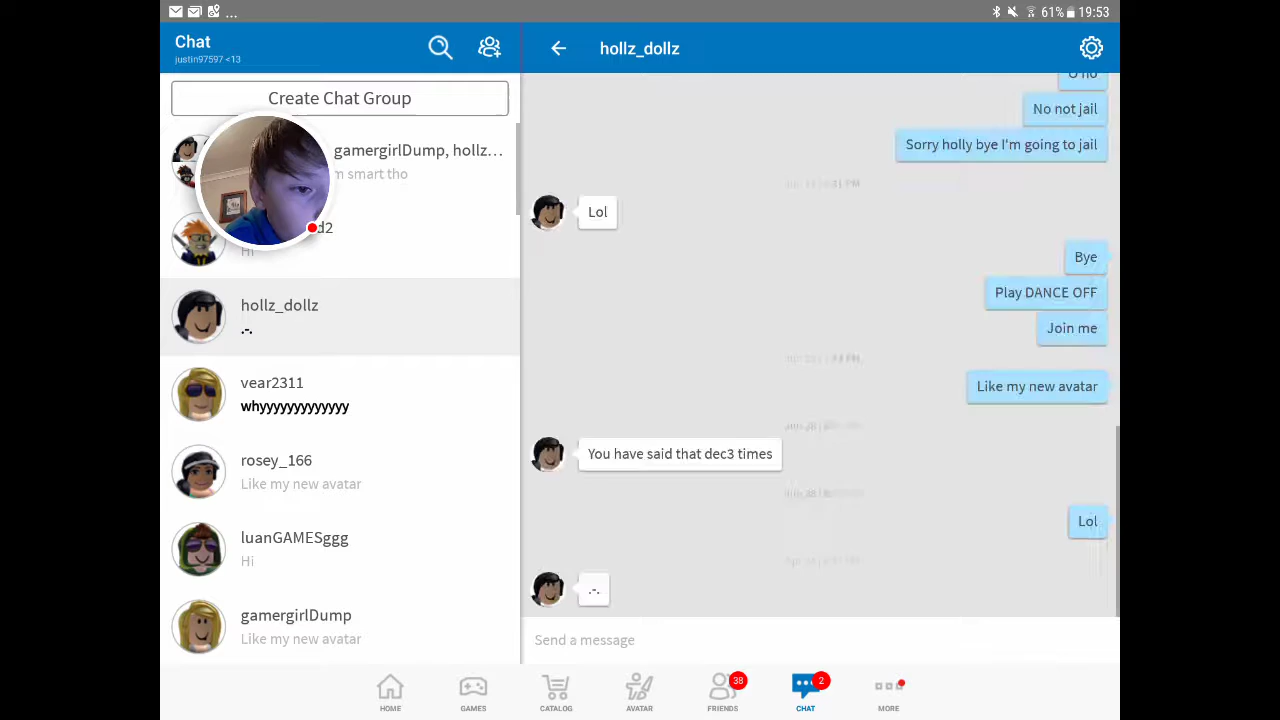 61% 19:53
Chat
justin97597 <13
hollz_dollz
Create Chat Group
gamergirlDump, hollz...
m smart tho
d2
Hi
hollz_dollz
.-.
vear2311
whyyyyyyyyyyyyy
rosey_166
Like my new avatar
luanGAMESggg
Hi
gamergirlDump
Like my new avatar
No not jail
Sorry holly bye I'm going to jail
Lol
Bye
Play DANCE OFF
Join me
Like my new avatar
You have said that dec3 times
Lol
.-.
Send a message
38
2
HOME GAMES CATALOG AVATAR FRIENDS CHAT MORE